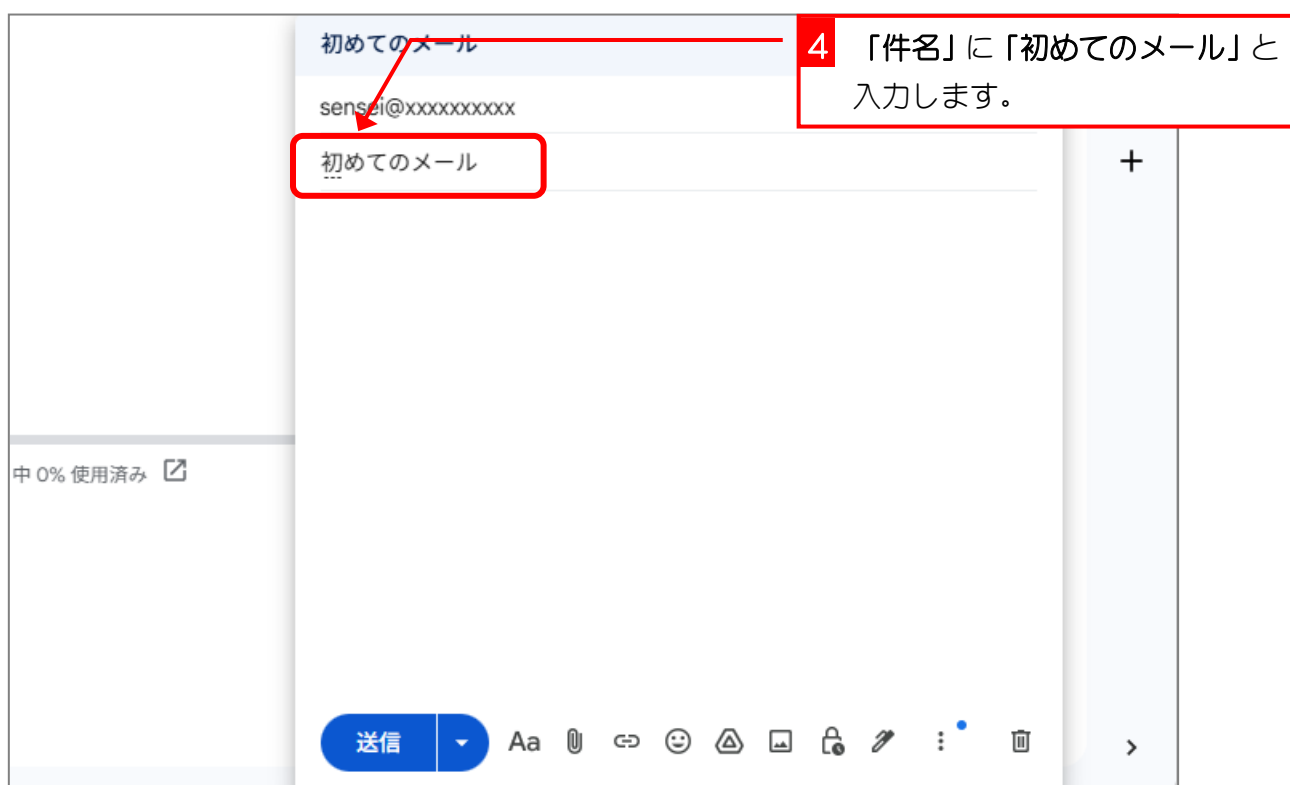 初めてのメール
4 「件名」に「初めてのメール」と
入力します。
sensei@xxxxxxxxxx
初めてのメール
中 0% 使用済み
送信
Aa